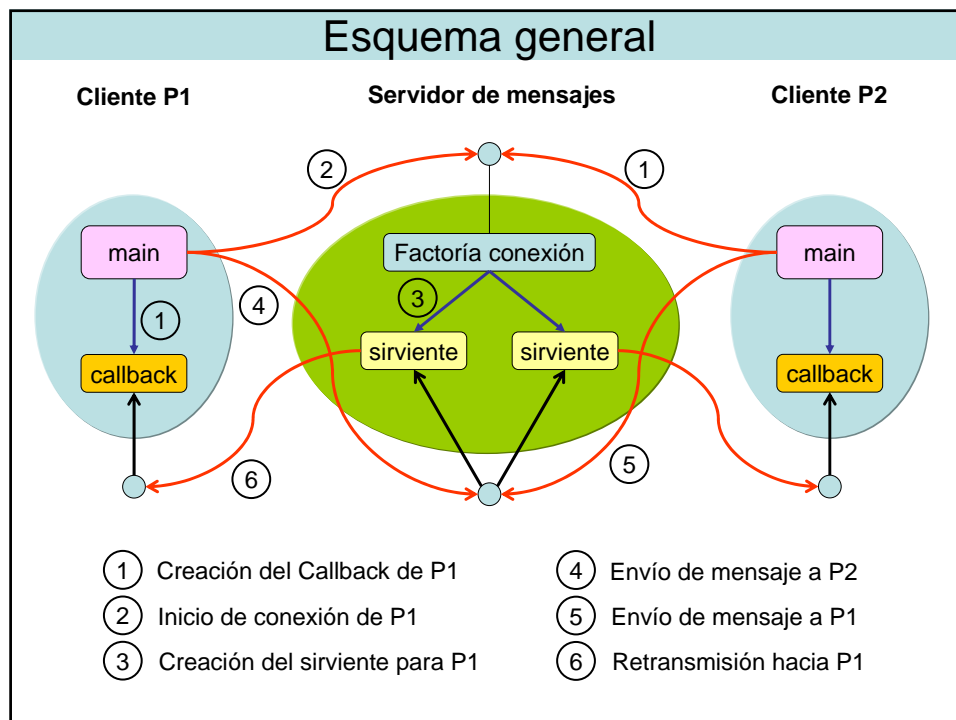 Esquema general
Cliente P1
Servidor de mensajes
Cliente P2
2
1
main
Factoría conexión
main
4
3
1
sirviente
sirviente
callback
callback
6
5
1 Creación del Callback de P1
2 Inicio de conexión de P1
3 Creación del sirviente para P1
4 Envío de mensaje a P2
5 Envío de mensaje a P1
6 Retransmisión hacia P1